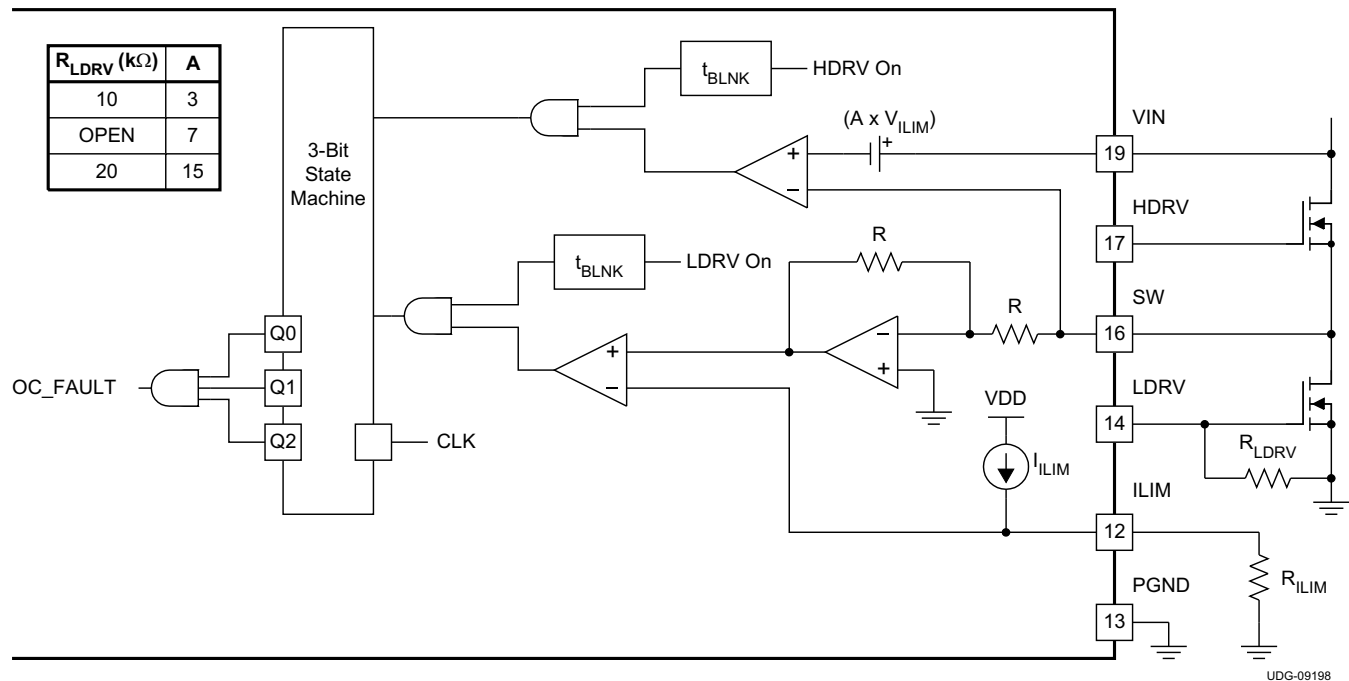 R_LDRV (kΩ) A
10 3
OPEN 7
20 15
3-Bit
State
Machine
t_BLNK
HDRV On
(A x V_ILIM)
+
+
−
VIN
19
HDRV
17
t_BLNK
LDRV On
R
R
SW
16
−
+
+
−
LDRV
14
R_LDRV
VDD
I_ILIM
ILIM
12
R_ILIM
PGND
13
Q0
Q1
Q2
OC_FAULT
CLK
UDG-09198